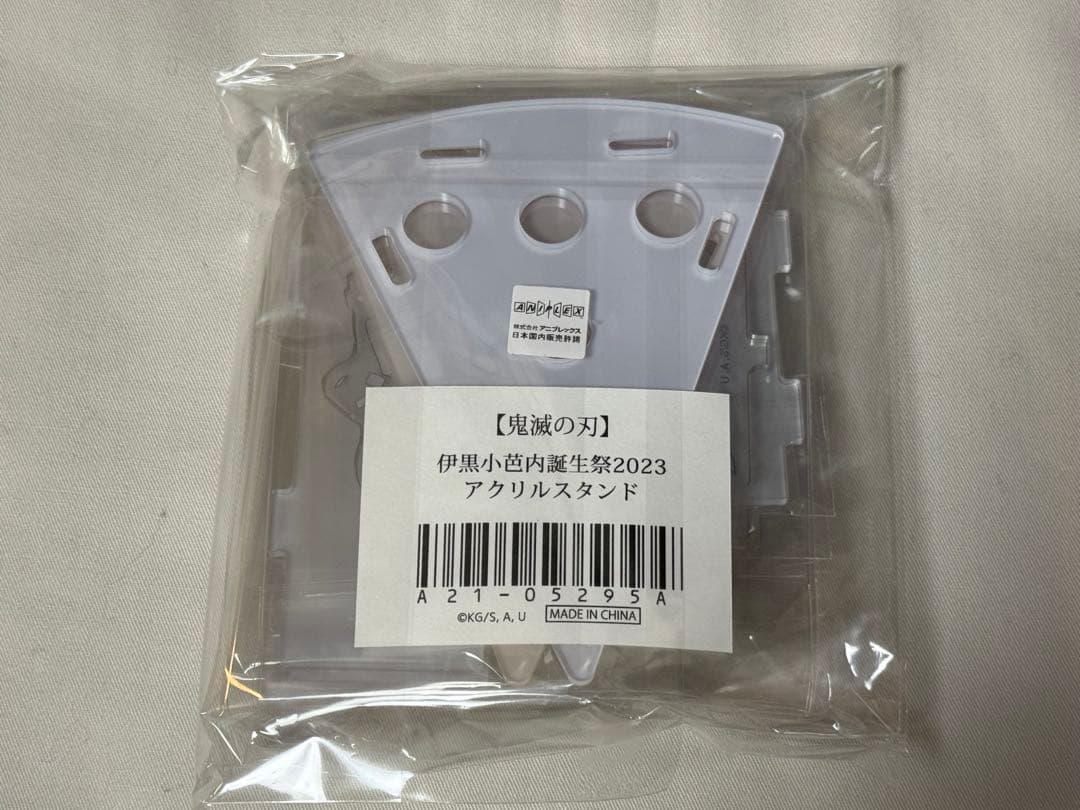 ANIPLEX
株式会社 アニプレックス
日本国内販売許諾
【鬼滅の刃】
伊黒小芭内誕生祭2023
アクリルスタンド
A21-05295A
©KG/S, A, U
MADE IN CHINA